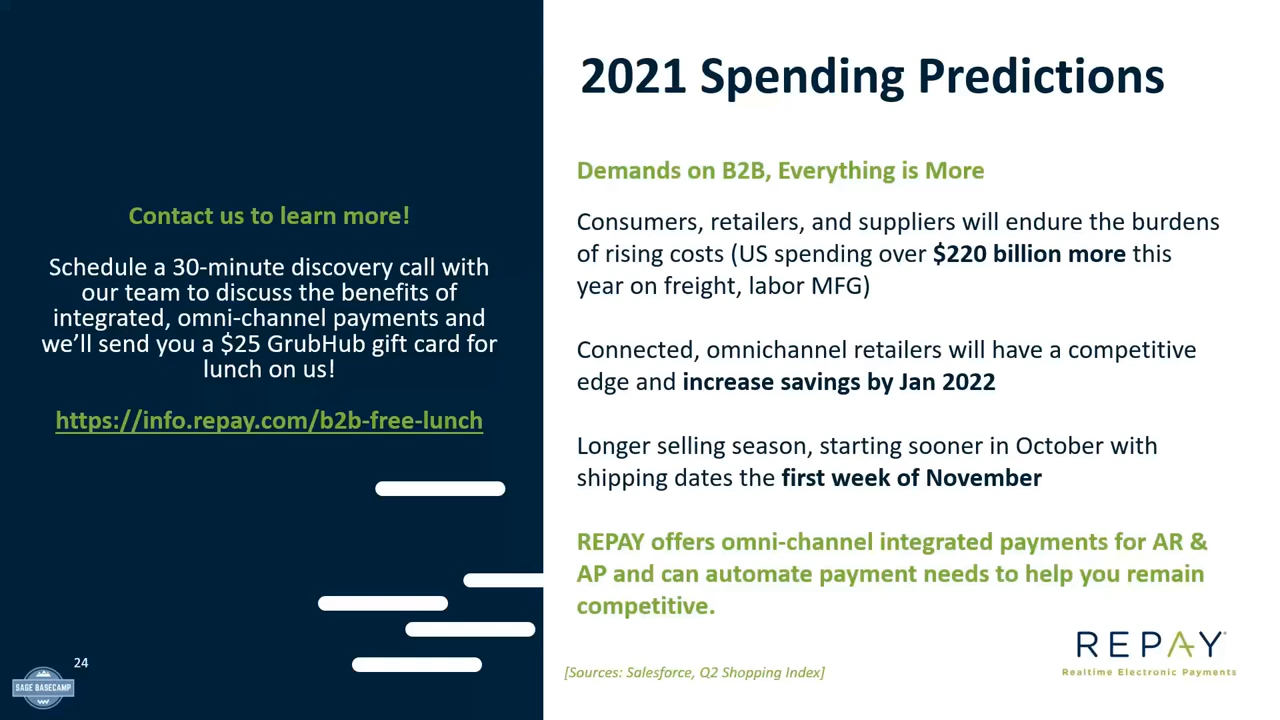 Contact us to learn more!
Schedule a 30-minute discovery call with
our team to discuss the benefits of
integrated, omni-channel payments and
we’ll send you a $25 GrubHub gift card for
lunch on us!
https://info.repay.com/b2b-free-lunch
24
SAGE BASECAMP
2021 Spending Predictions
Demands on B2B, Everything is More
Consumers, retailers, and suppliers will endure the burdens
of rising costs (US spending over $220 billion more this
year on freight, labor MFG)
Connected, omnichannel retailers will have a competitive
edge and increase savings by Jan 2022
Longer selling season, starting sooner in October with
shipping dates the first week of November
REPAY offers omni-channel integrated payments for AR &
AP and can automate payment needs to help you remain
competitive.
[Sources: Salesforce, Q2 Shopping Index]
REPAY
Realtime Electronic Payments